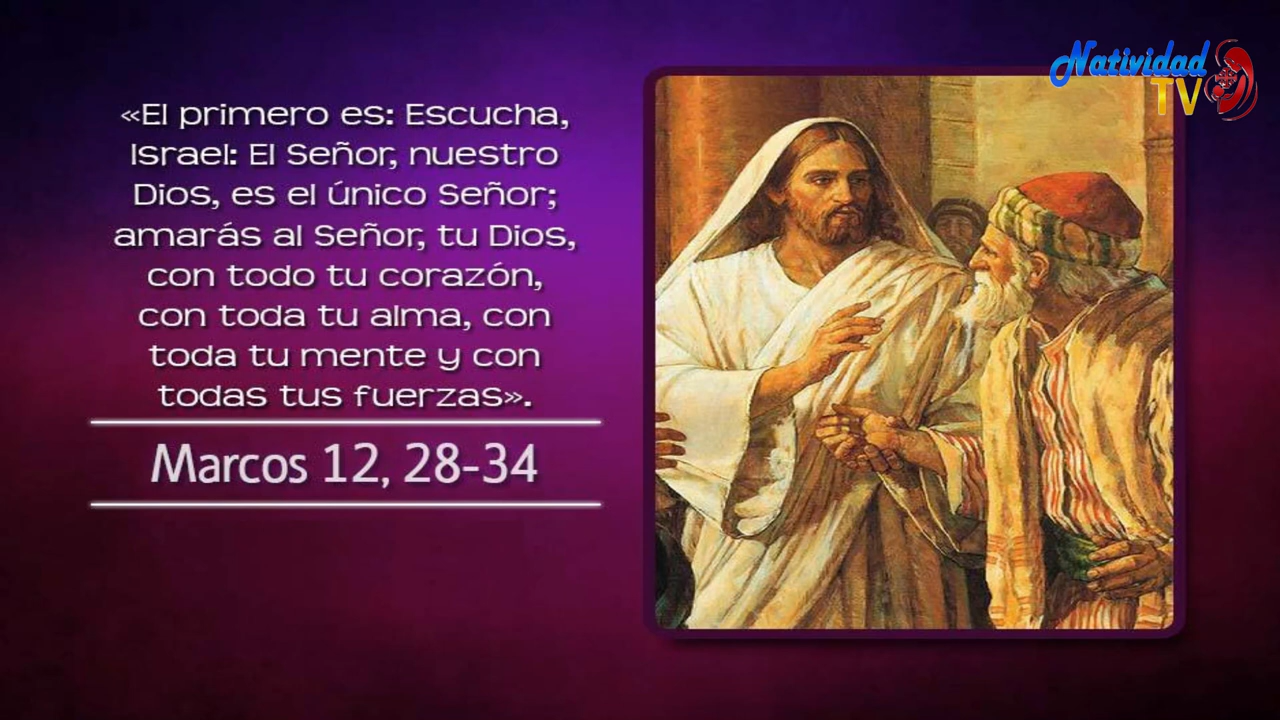 «El primero es: Escucha,
Israel: El Señor, nuestro
Dios, es el único Señor;
amarás al Señor, tu Dios,
con todo tu corazón,
con toda tu alma, con
toda tu mente y con
todas tus fuerzas».
Marcos 12, 28-34
Natividad
TV